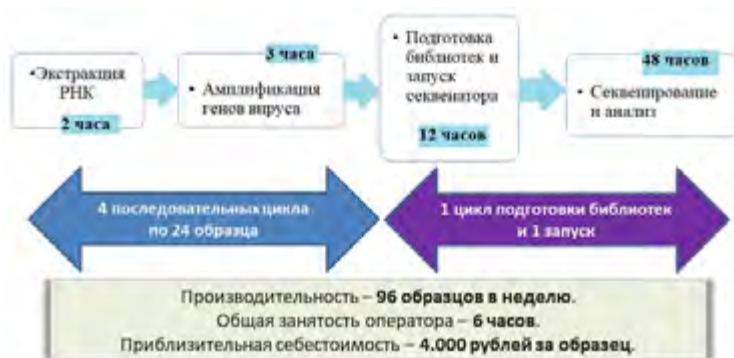 •Экстракция
РНК
2 часа
3 часа
• Амплификация
генов вируса
• Подготовка
библиотек и
запуск
секвенатора
12 часов
48 часов
• Секвенирование
и анализ
4 последовательных цикла
по 24 образца
1 цикл подготовки библиотек
и 1 запуск
Производительность – 96 образцов в неделю.
Общая занятость оператора – 6 часов.
Приблизительная себестоимость – 4.000 рублей за образец.